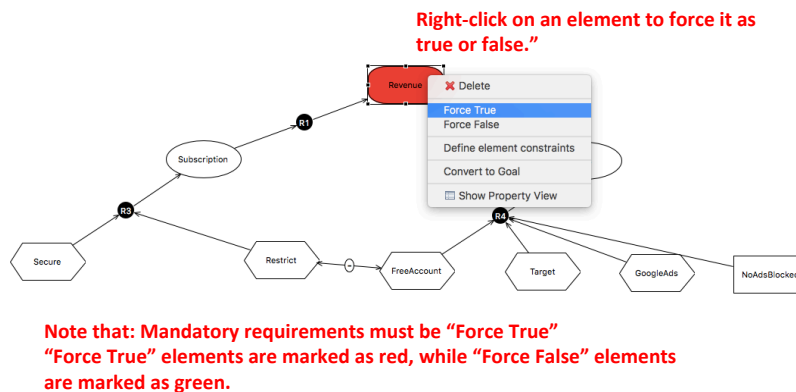 Right-click on an element to force it as
true or false.”
Revenue
Delete
Force True
Force False
Define element constraints
Convert to Goal
Show Property View
R1
Subscription
R3
R4
Secure
Restrict
-
FreeAccount
Target
GoogleAds
NoAdsBlocked
Note that: Mandatory requirements must be “Force True”
“Force True” elements are marked as red, while “Force False” elements
are marked as green.